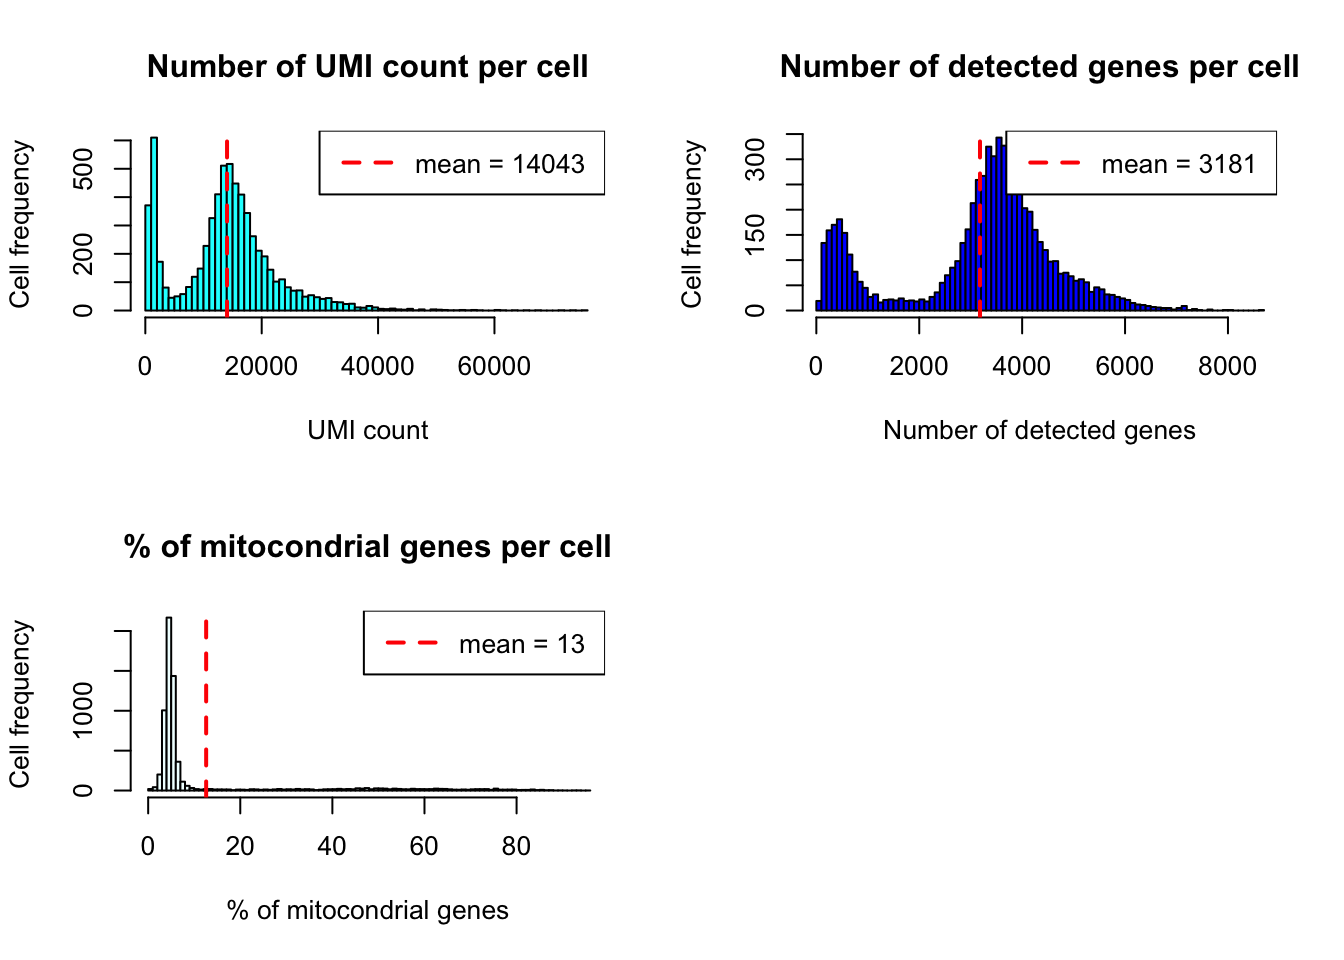 Number of UMI count per cell
Cell frequency
0
200
500
mean = 14043
0
20000
40000
60000
UMI count
Number of detected genes per cell
Cell frequency
0
150
300
mean = 3181
0
2000
4000
6000
8000
Number of detected genes
% of mitocondrial genes per cell
Cell frequency
0
1000
mean = 13
0
20
40
60
80
% of mitocondrial genes